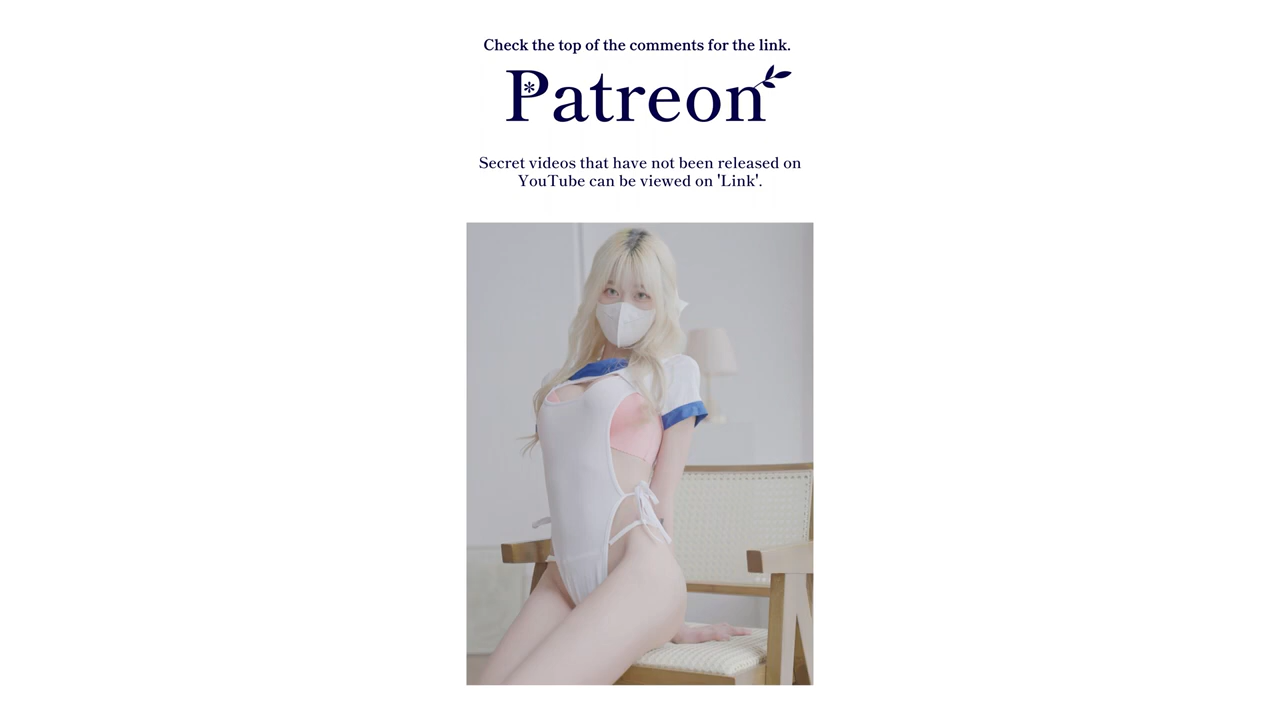 Check the top of the comments for the link.
Patreon
Secret videos that have not been released on
YouTube can be viewed on 'Link'.